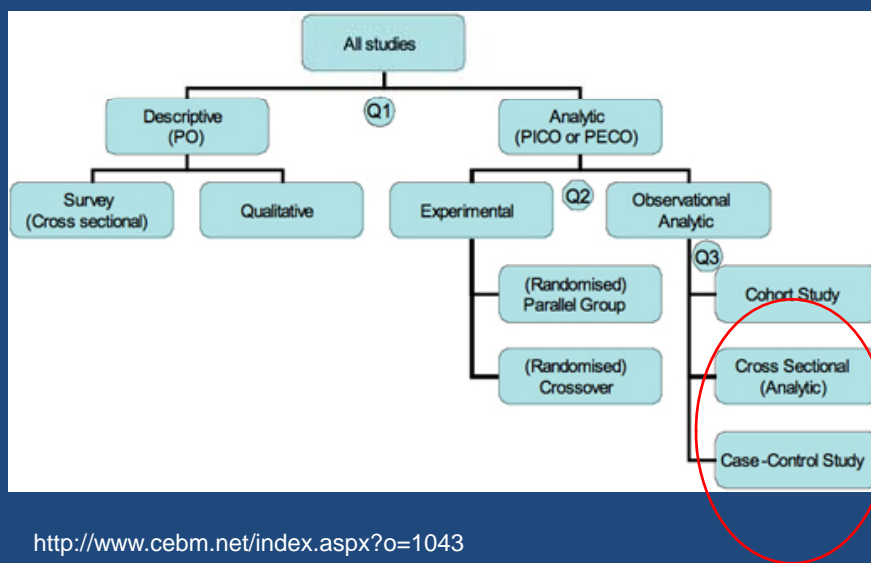 All studies
Q1
Descriptive
(PO)
Analytic
(PICO or PECO)
Survey
(Cross sectional)
Qualitative
Experimental
Q2
Observational
Analytic
Q3
(Randomised)
Parallel Group
Cohort Study
(Randomised)
Crossover
Cross Sectional
(Analytic)
Case-Control Study
http://www.cebm.net/index.aspx?o=1043